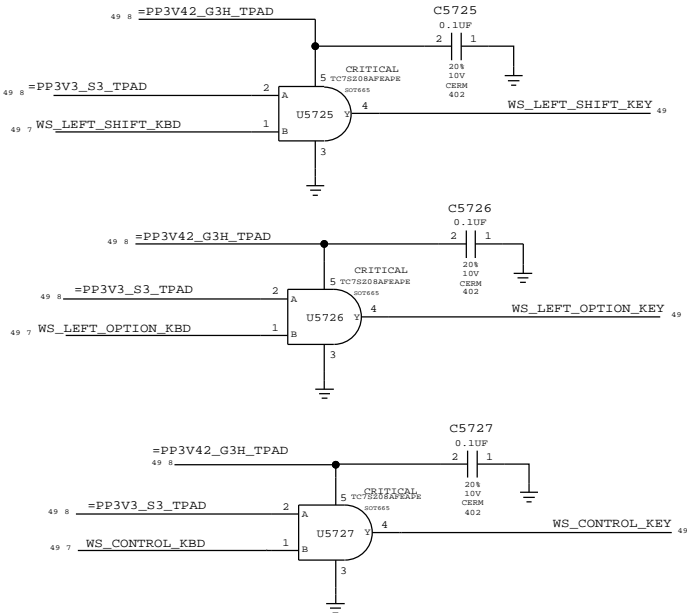 C5725
49 8 =PP3V42_G3H_TPAD
0.1UF
2 1
20%
10V
CERM
402
CRITICAL
5 TC7SZ08AFEAPE
SOT665
49 8 =PP3V3_S3_TPAD 2
A
U5725 Y 4
WS_LEFT_SHIFT_KEY 49
49 7 WS_LEFT_SHIFT_KBD 1
B
3
C5726
0.1UF
49 8 =PP3V42_G3H_TPAD
2 1
20%
10V
CERM
402
CRITICAL
5 TC7SZ08AFEAPE
SOT665
49 8 =PP3V3_S3_TPAD 2
A
U5726 Y 4
WS_LEFT_OPTION_KEY 49
49 7 WS_LEFT_OPTION_KBD 1
B
3
C5727
0.1UF
=PP3V42_G3H_TPAD
49 8
2 1
20%
10V
CERM
402
CRITICAL
5 TC7SZ08AFEAPE
SOT665
49 8 =PP3V3_S3_TPAD 2
A
U5727 Y 4
WS_CONTROL_KEY 49
49 7 WS_CONTROL_KBD 1
B
3